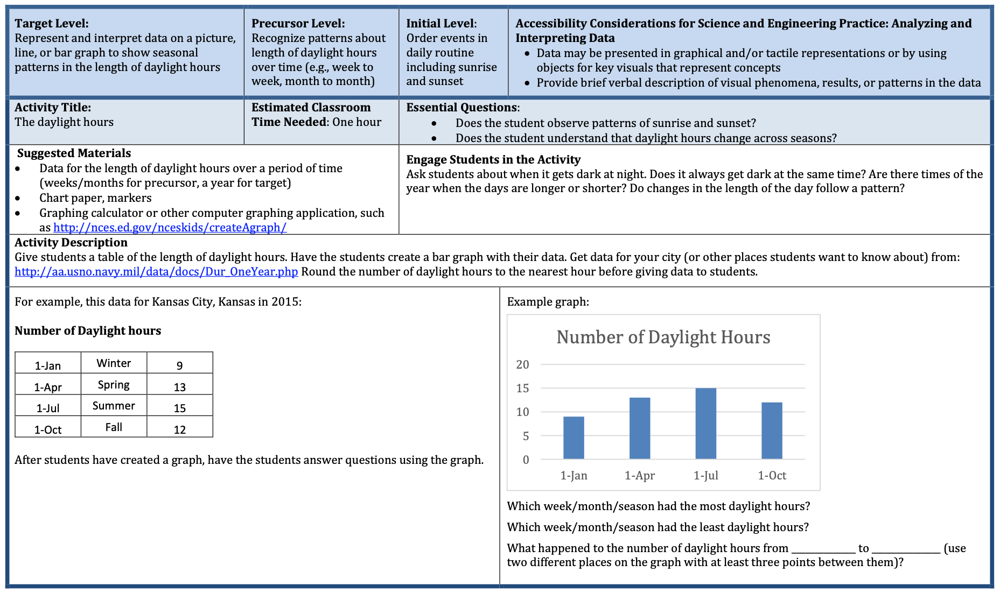 Target Level:
Represent and interpret data on a picture,
line, or bar graph to show seasonal
patterns in the length of daylight hours
Precursor Level:
Recognize patterns about
length of daylight hours
over time (e.g., week to
week, month to month)
Initial Level:
Order events in
daily routine
including sunrise
and sunset
Accessibility Considerations for Science and Engineering Practice: Analyzing and
Interpreting Data
• Data may be presented in graphical and/or tactile representations or by using
objects for key visuals that represent concepts
• Provide brief verbal description of visual phenomena, results, or patterns in the data
Activity Title:
The daylight hours
Estimated Classroom
Time Needed: One hour
Essential Questions:
• Does the student observe patterns of sunrise and sunset?
• Does the student understand that daylight hours change across seasons?
Suggested Materials
• Data for the length of daylight hours over a period of time
(weeks/months for precursor, a year for target)
• Chart paper, markers
• Graphing calculator or other computer graphing application, such
as http://nces.ed.gov/nceskids/createAgraph/
Engage Students in the Activity
Ask students about when it gets dark at night. Does it always get dark at the same time? Are there times of the
year when the days are longer or shorter? Do changes in the length of the day follow a pattern?
Activity Description
Give students a table of the length of daylight hours. Have the students create a bar graph with their data. Get data for your city (or other places students want to know about) from:
http://aa.usno.navy.mil/data/docs/Dur_OneYear.php Round the number of daylight hours to the nearest hour before giving data to students.
For example, this data for Kansas City, Kansas in 2015:
Number of Daylight hours
1-Jan Winter 9
1-Apr Spring 13
1-Jul Summer 15
1-Oct Fall 12
After students have created a graph, have the students answer questions using the graph.
Example graph:
Number of Daylight Hours
20
15
10
5
0
1-Jan 1-Apr 1-Jul 1-Oct
Which week/month/season had the most daylight hours?
Which week/month/season had the least daylight hours?
What happened to the number of daylight hours from ____________ to _____________ (use
two different places on the graph with at least three points between them)?